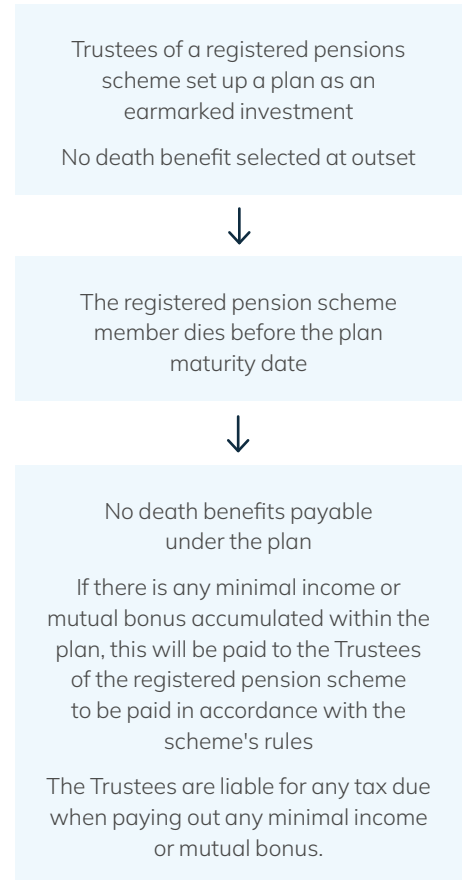 Trustees of a registered pensions
scheme set up a plan as an
earmarked investment
No death benefit selected at outset
The registered pension scheme
member dies before the plan
maturity date
No death benefits payable
under the plan
If there is any minimal income or
mutual bonus accumulated within the
plan, this will be paid to the Trustees
of the registered pension scheme
to be paid in accordance with the
scheme's rules
The Trustees are liable for any tax due
when paying out any minimal income
or mutual bonus.